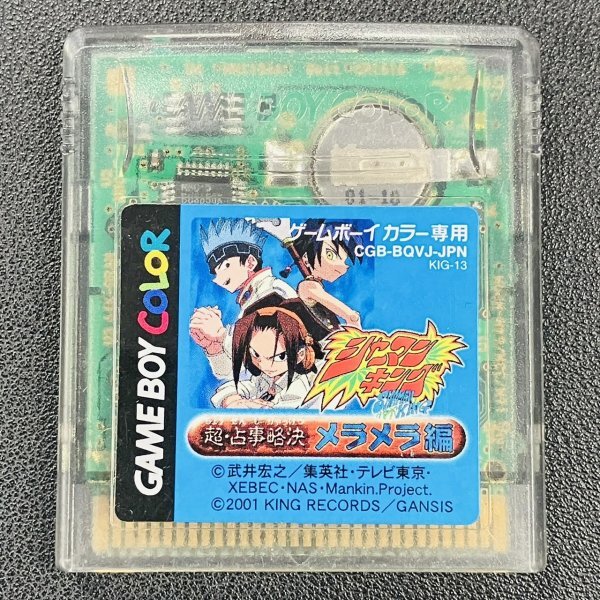 GAME BOY COLOR
GAME BOY COLOR
ゲームボーイ カラー専用
CGB-BQVJ-JPN
KIG-13
シャーマン
キング
超・占事略決 メラメラ編
©武井宏之／集英社・テレビ東京・
XEBEC・NAS・Mankin.Project.
©2001 KING RECORDS／GANSIS